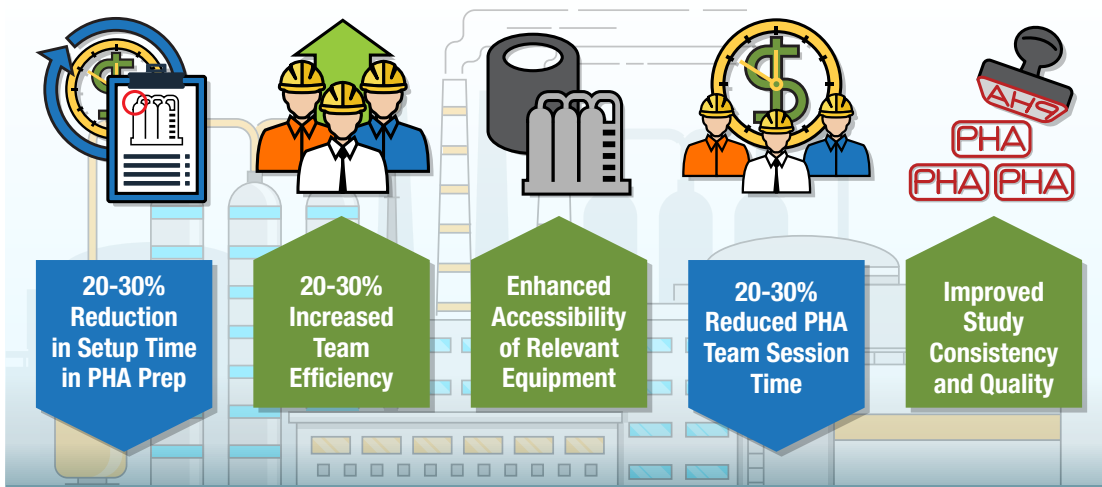 AHP
PHA
PHA PHA
20-30%
Reduction
in Setup Time
in PHA Prep
20-30%
Increased
Team
Efficiency
Enhanced
Accessibility
of Relevant
Equipment
20-30%
Reduced PHA
Team Session
Time
Improved
Study
Consistency
and Quality